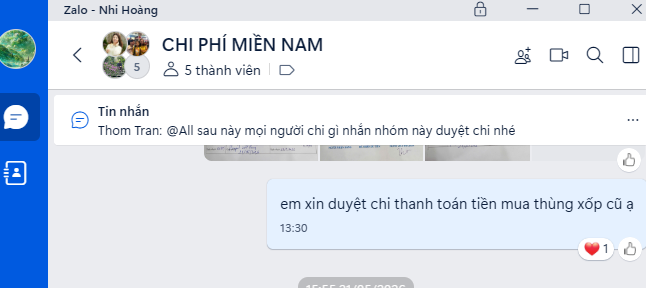 Zalo - Nhi Hoàng
CHI PHÍ MIỀN NAM
5
5 thành viên
Tin nhắn
Thom Tran: @All sau này mọi người chi gì nhắn nhóm này duyệt chi nhé
em xin duyệt chi thanh toán tiền mua thùng xốp cũ ạ
13:30
1